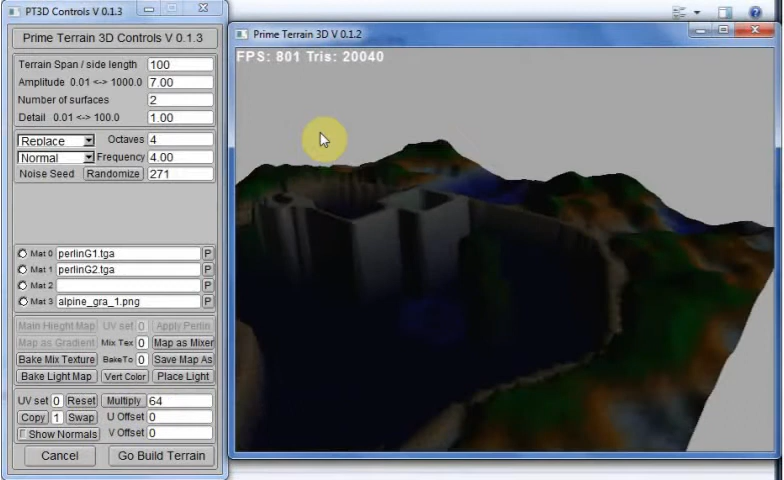 PT3D Controls V 0.1.3
Prime Terrain 3D Controls V 0.1.3
Terrain Span / side length 100
Amplitude 0.01 <-> 1000.0 7.00
Number of surfaces 2
Detail 0.01 <-> 100.0 1.00
Replace Octaves 4
Normal Frequency 4.00
Noise Seed Randomize 271
Mat 0 perlinG1.tga P
Mat 1 perlinG2.tga P
Mat 2 P
Mat 3 alpine_gra_1.png P
Main Hieght Map UV set 0 Apply Perlin
Map as Gradient Mix Tex 0 Map as Mixer
Bake Mix Texture BakeTo 0 Save Map As
Bake Light Map Vert Color Place Light
UV set 0 Reset Multiply 64
Copy 1 Swap U Offset 0
Show Normals V Offset 0
Cancel Go Build Terrain
Prime Terrain 3D V 0.1.2
FPS: 801 Tris: 20040